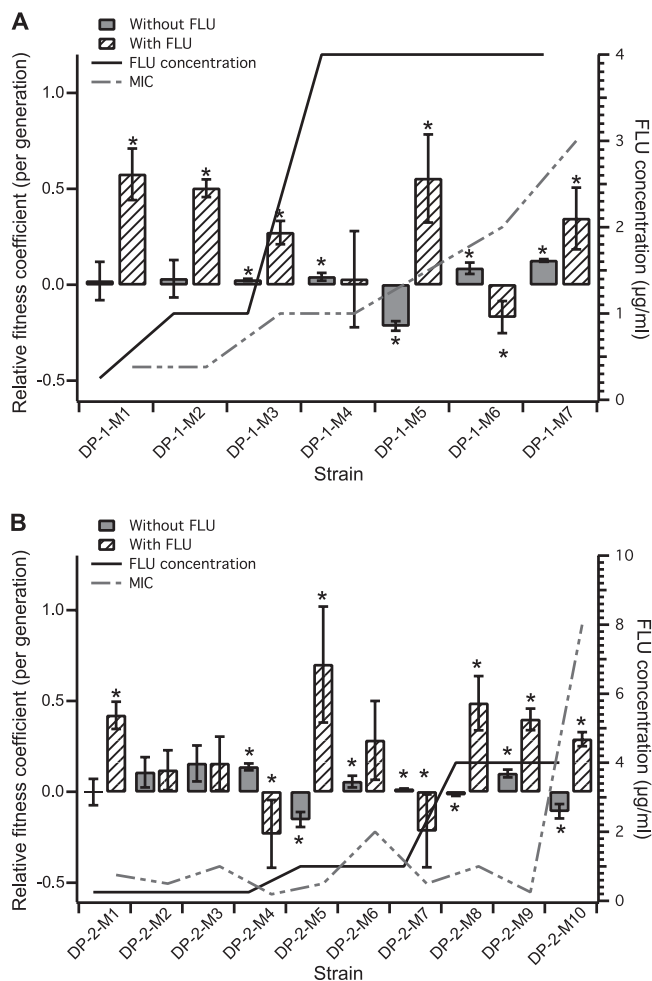 A
Without FLU
With FLU
FLU concentration
MIC
Relative fitness coefficient (per generation)
1.0
0.5
0.0
-0.5
*
*
*
*
*
*
*
*
*
*
*
4
3
2
1
0
FLU concentration (μg/ml)
DP-1-M1
DP-1-M2
DP-1-M3
DP-1-M4
DP-1-M5
DP-1-M6
DP-1-M7
Strain
B
Without FLU
With FLU
FLU concentration
MIC
Relative fitness coefficient (per generation)
1.0
0.5
0.0
-0.5
*
*
*
*
*
*
*
*
*
*
*
*
*
*
10
8
6
4
2
0
FLU concentration (μg/ml)
DP-2-M1
DP-2-M2
DP-2-M3
DP-2-M4
DP-2-M5
DP-2-M6
DP-2-M7
DP-2-M8
DP-2-M9
DP-2-M10
Strain